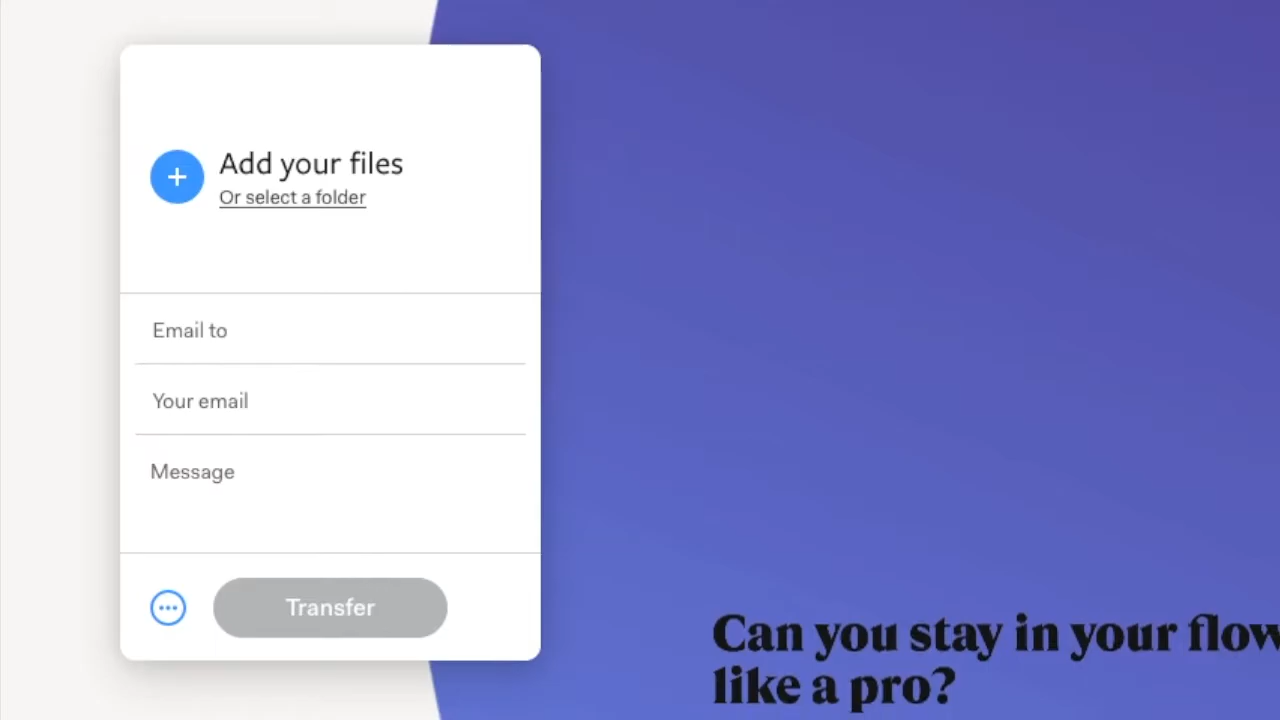 Add your files
Or select a folder
Email to
Your email
Message
Transfer
Can you stay in your flow
like a pro?